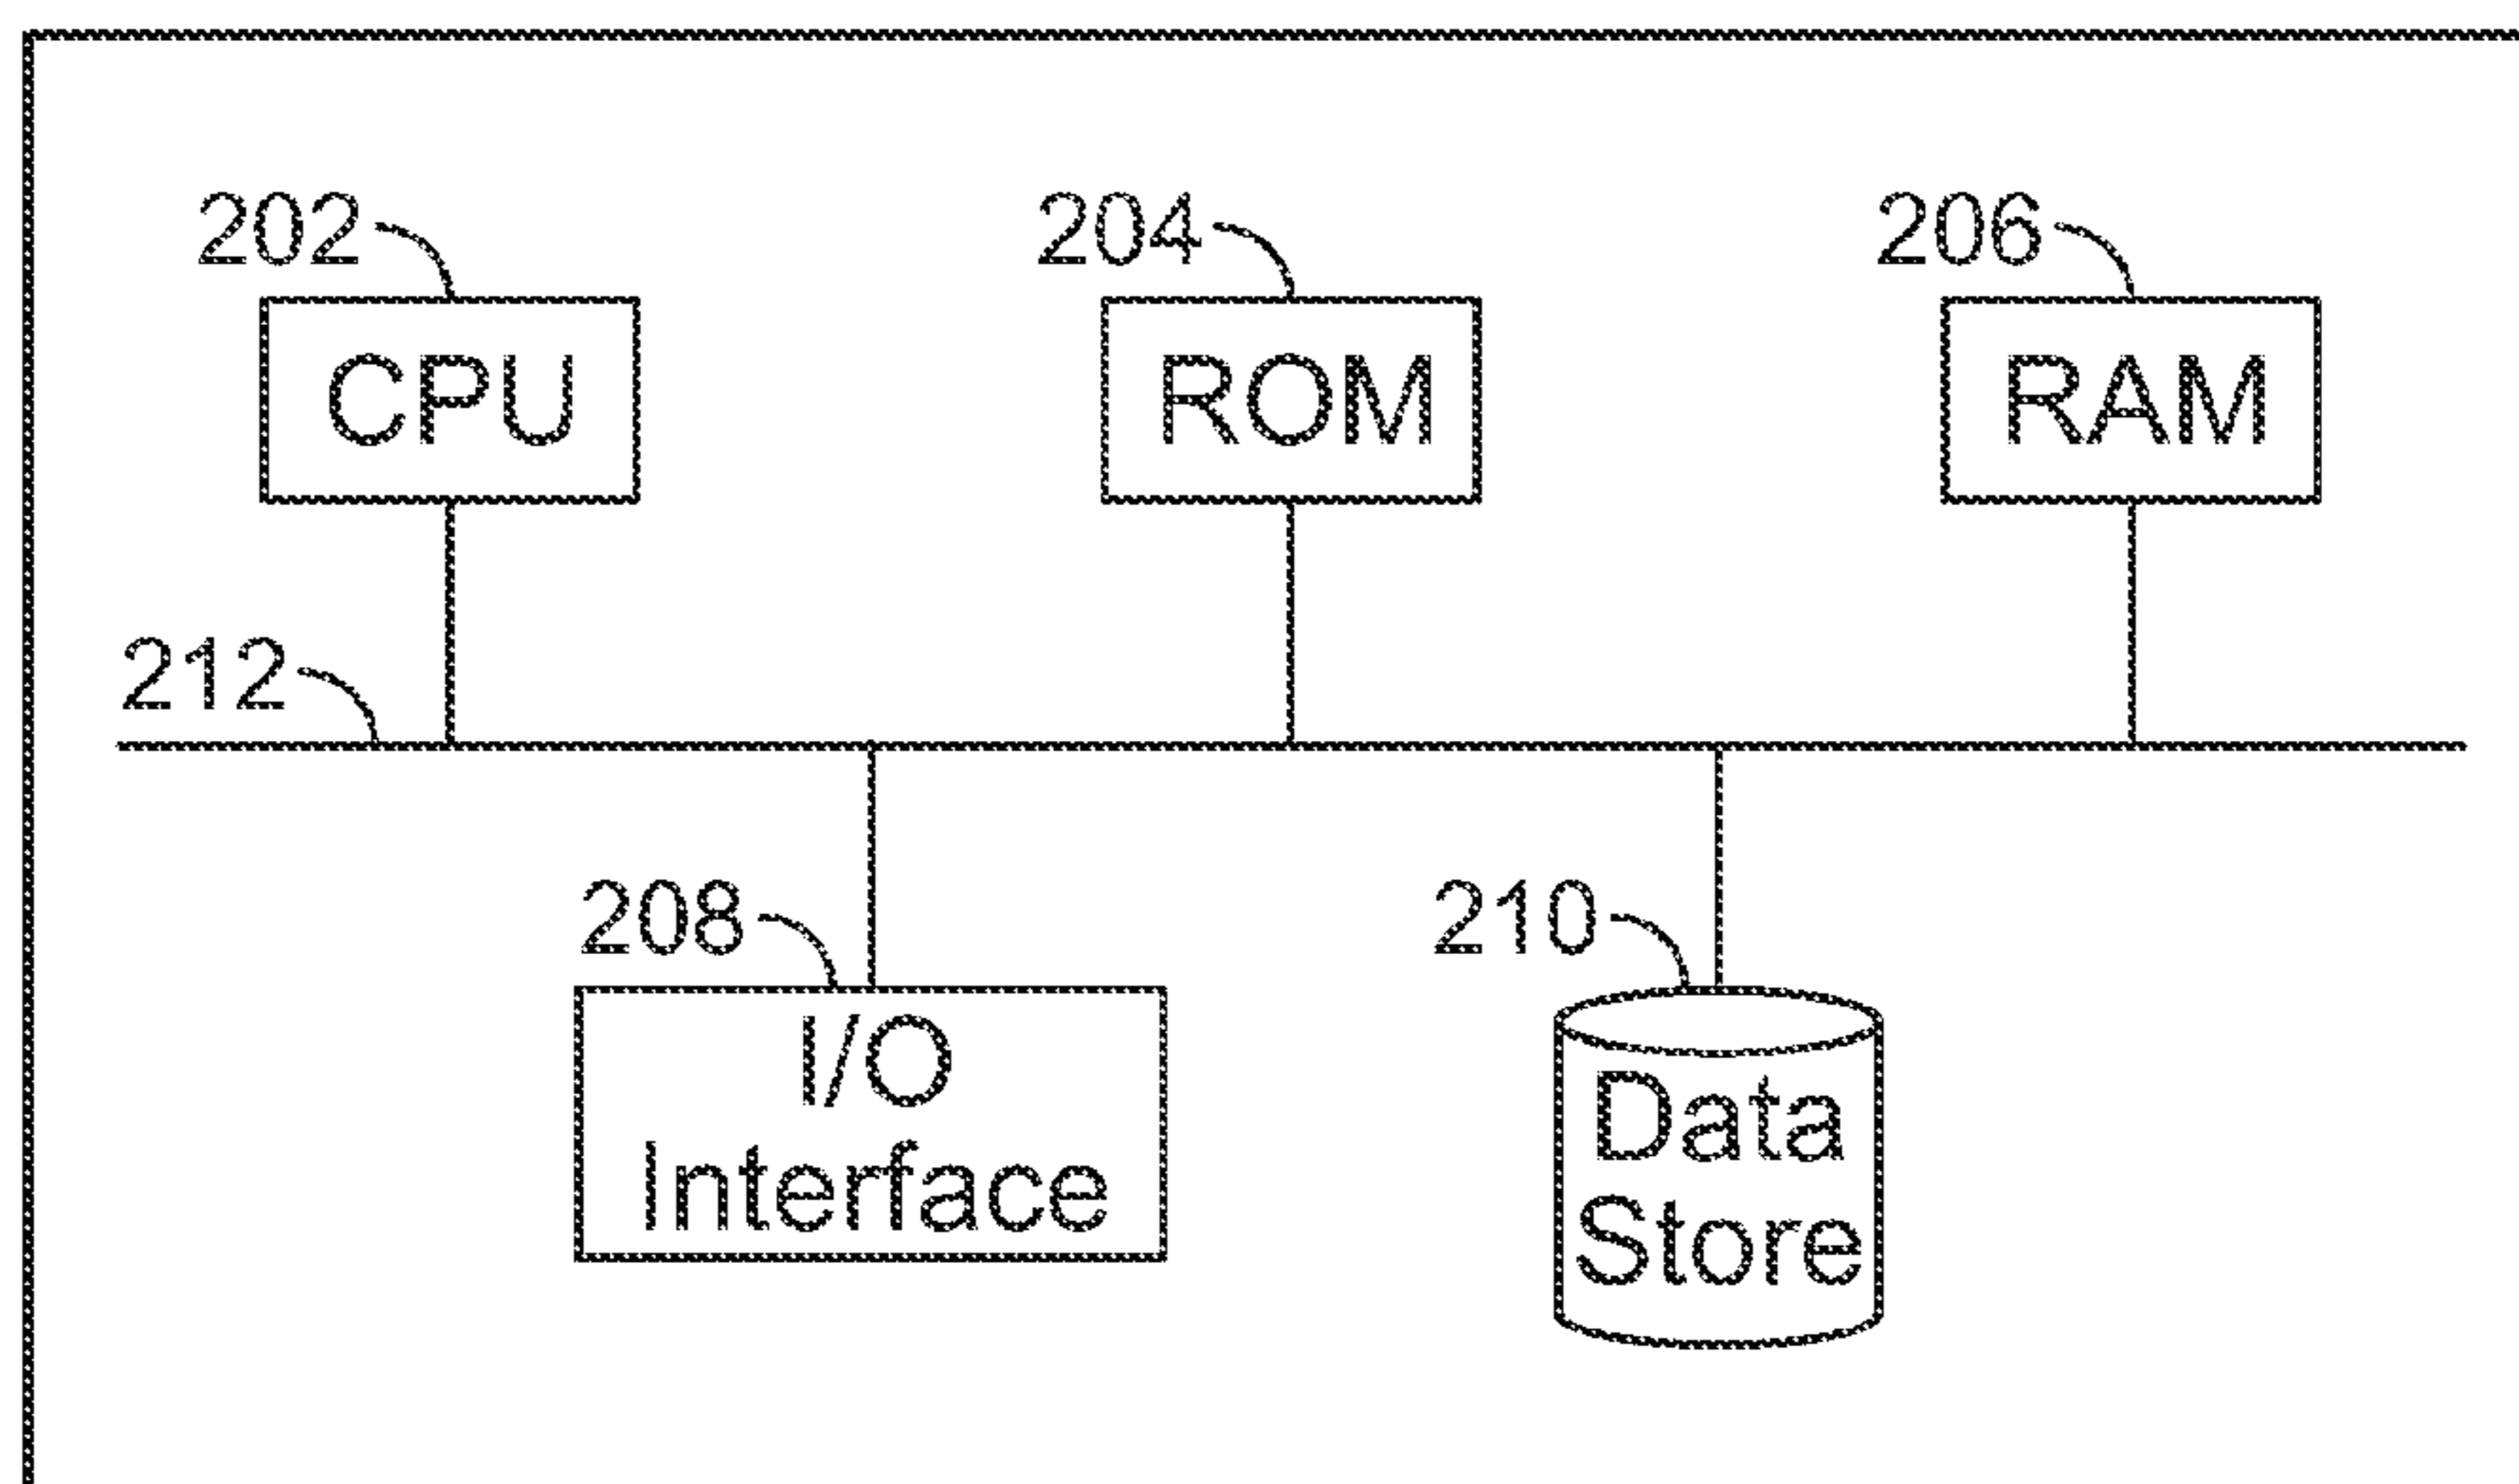 202
204
206
CPU
ROM
RAM
212
208
210
I/O
Interface
Data
Store